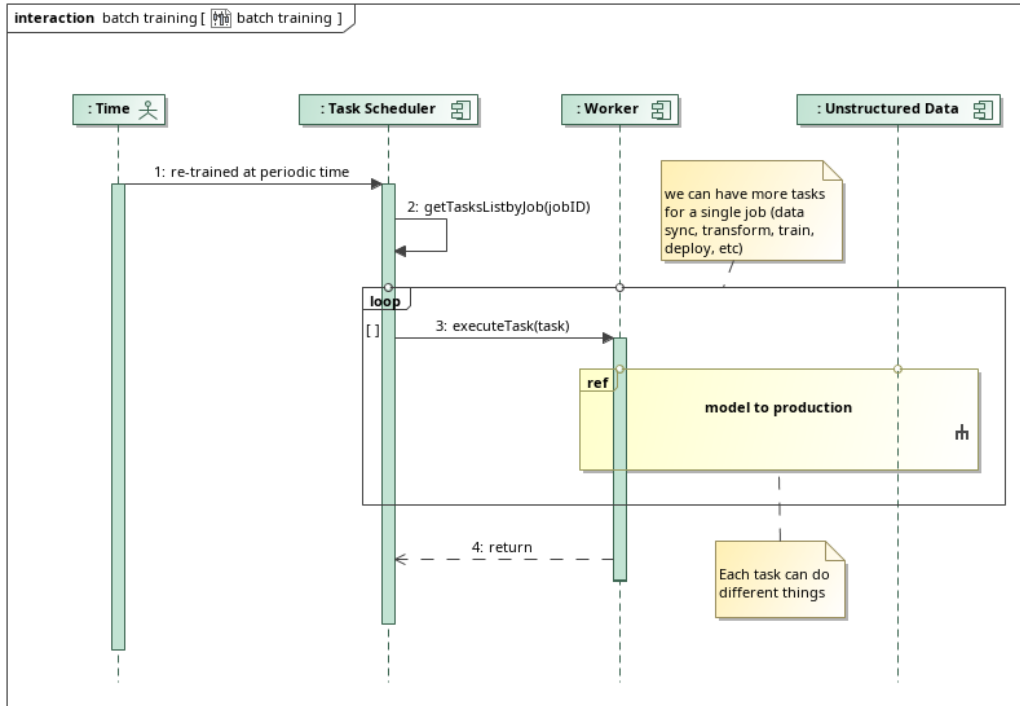 interaction batch training [ batch training ]
: Time
: Task Scheduler
: Worker
: Unstructured Data
1: re-trained at periodic time
2: getTasksListbyJob(jobID)
we can have more tasks
for a single job (data
sync, transform, train,
deploy, etc)
loop
[ ]
3: executeTask(task)
ref
model to production
4: return
Each task can do
different things